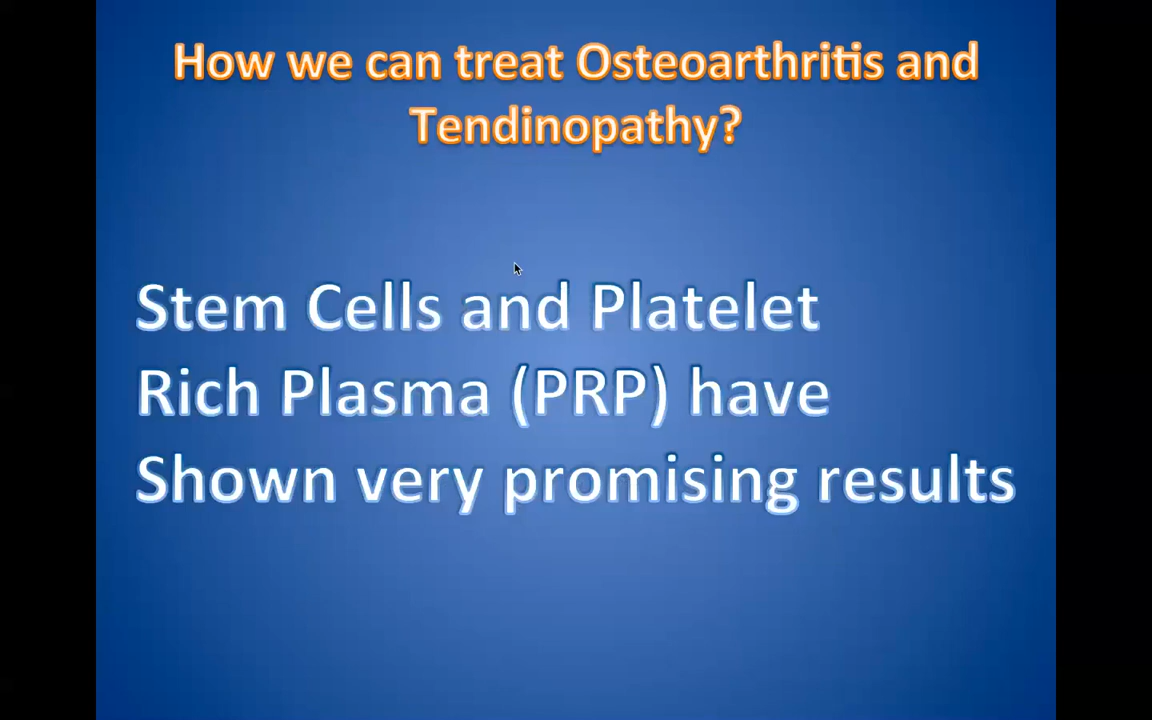 How we can treat Osteoarthritis and
Tendinopathy?
Stem Cells and Platelet
Rich Plasma (PRP) have
Shown very promising results